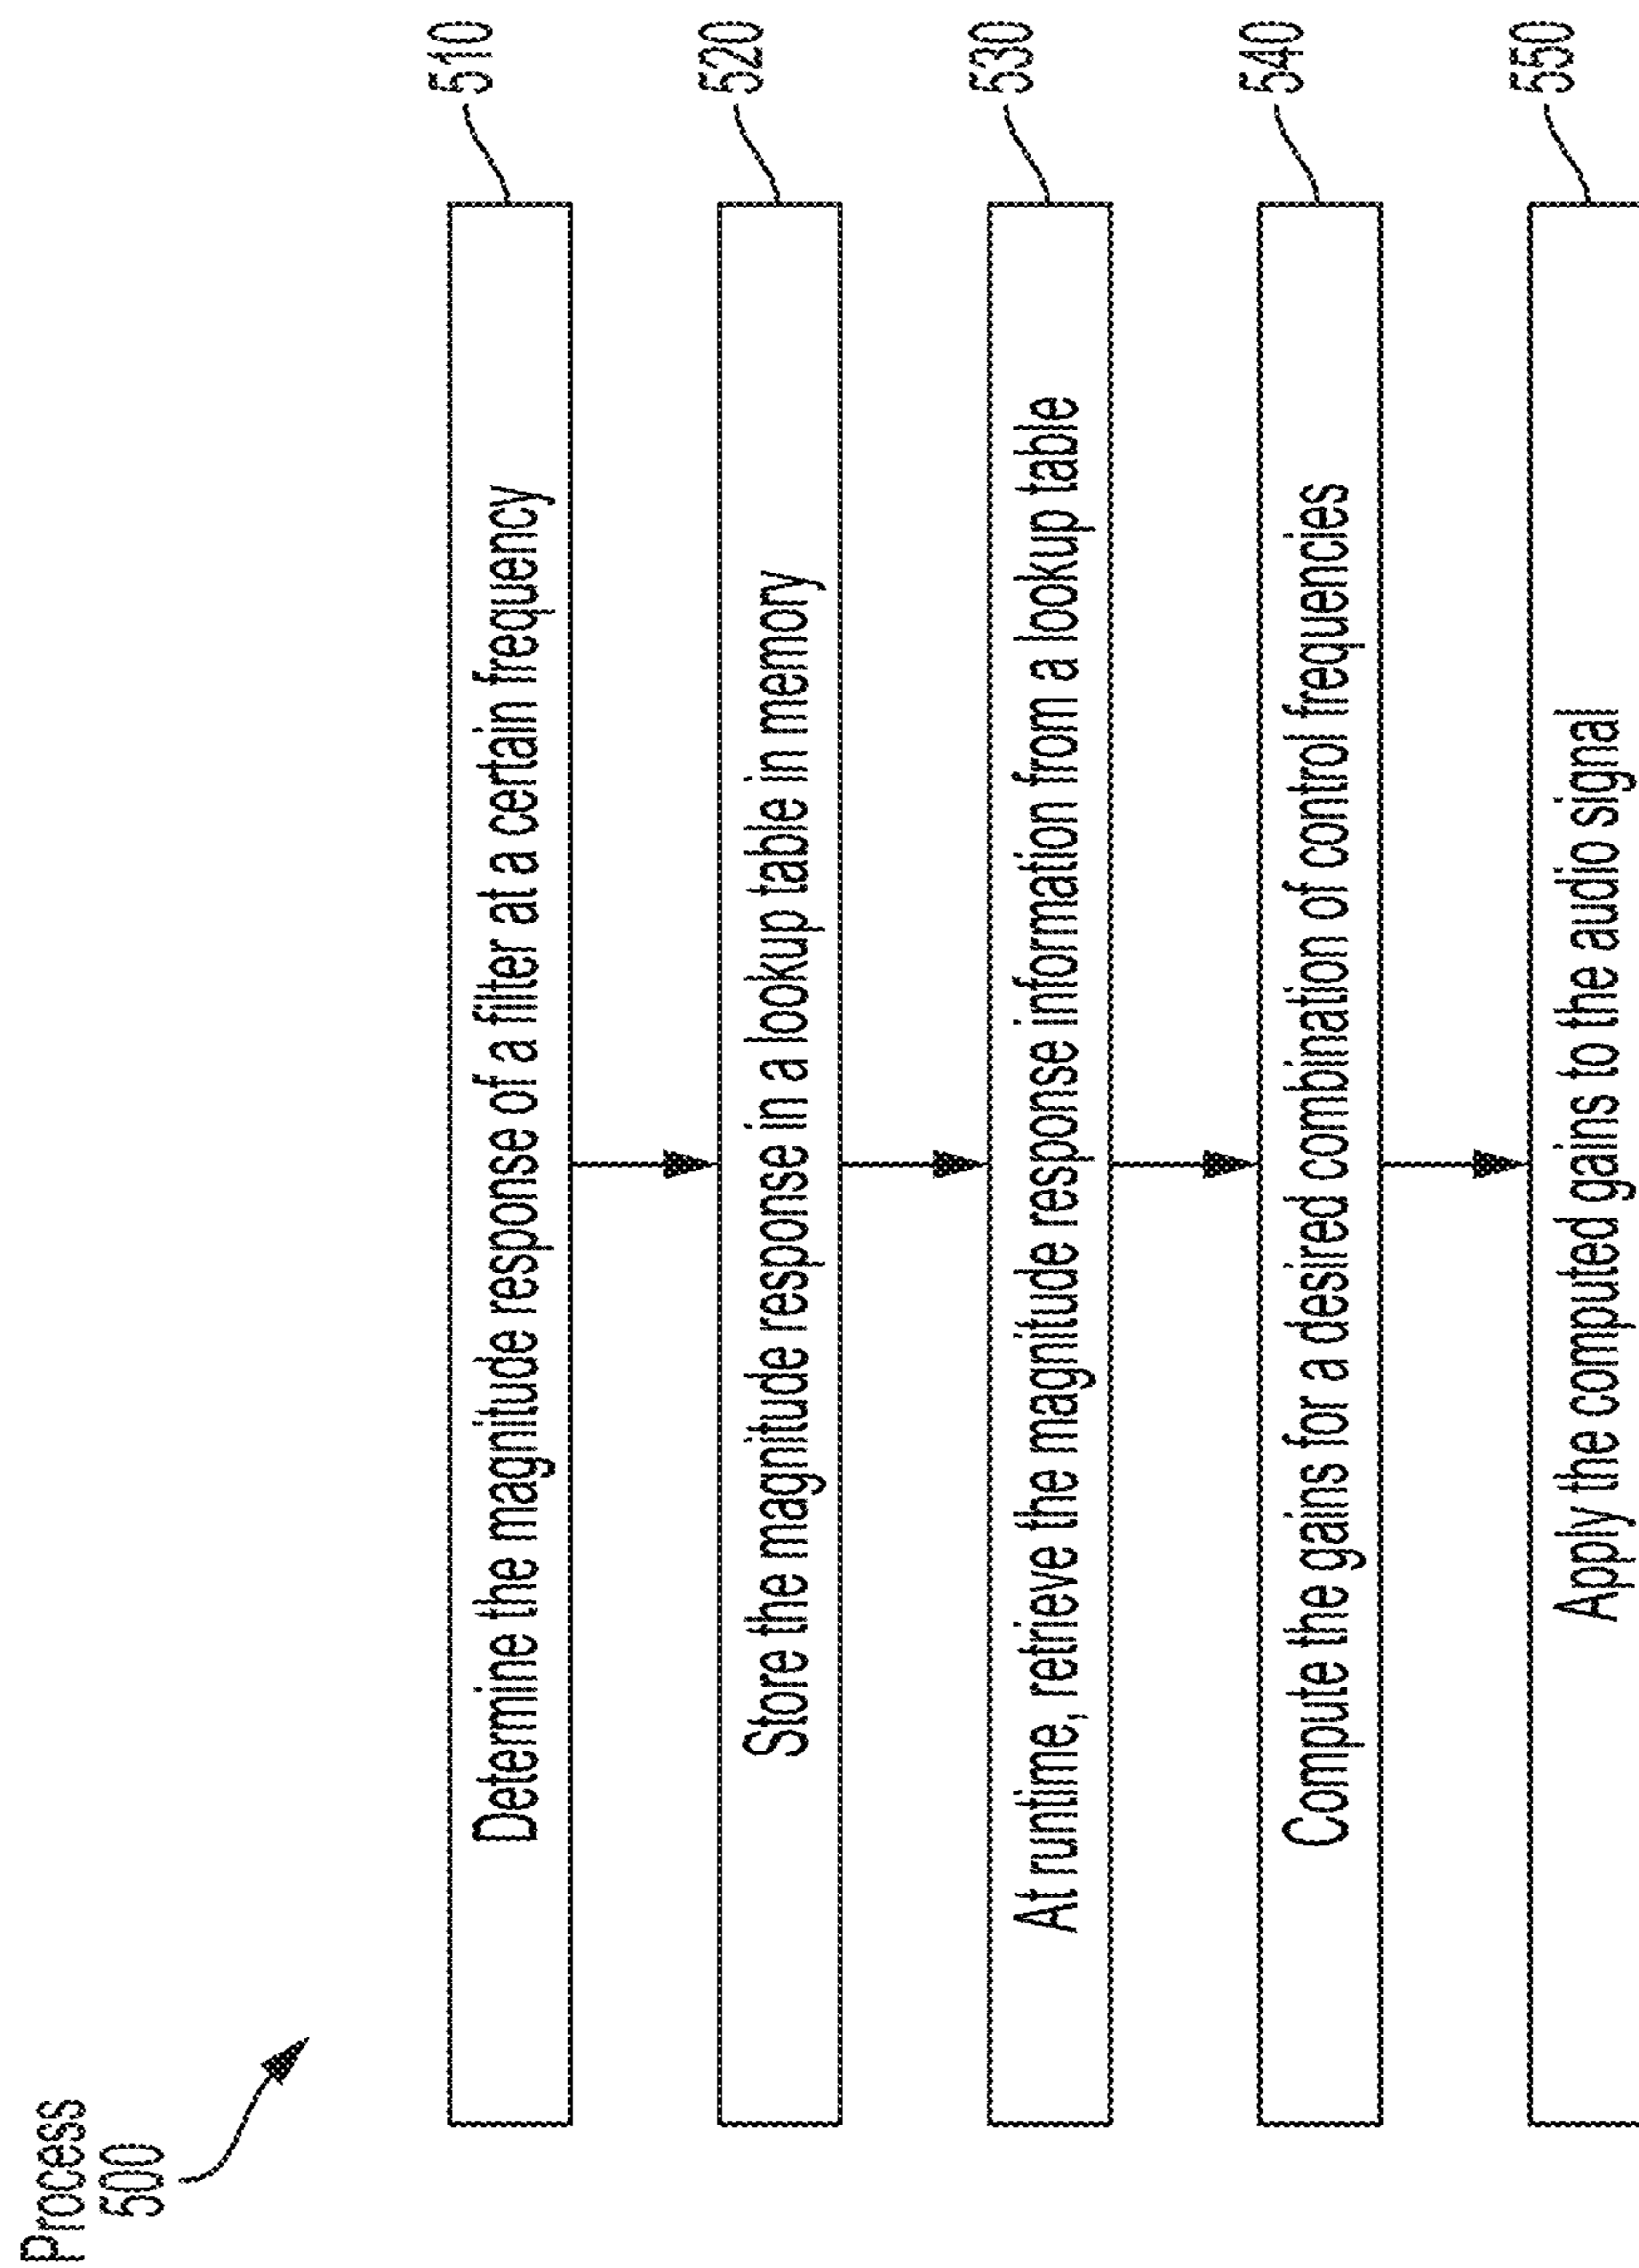 Process
500
Determine the magnitude response of a filter at a certain frequency
510
Store the magnitude response in a lookup table in memory
520
At runtime, retrieve the magnitude response information from a lookup table
530
Compute the gains for a desired combination of control frequencies
540
Apply the computed gains to the audio signal
550